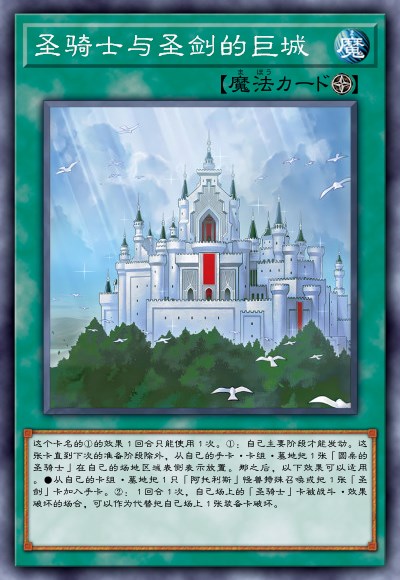 圣骑士与圣剑的巨城
魔
【魔法カード】
まほう
这个卡名的①的效果1回合只能使用1次。①：自己主要阶段才能发动。这
张卡直到下次的准备阶段除外，从自己的手卡・卡组・墓地把1张「圆桌的
圣骑士」在自己的场地区域表侧表示放置。那之后，以下效果可以适用
。●从自己的卡组・墓地把1只「阿托利斯」怪兽特殊召唤或把1张「圣
剑」卡加入手卡。②：1回合1次，自己场上的「圣骑士」卡被战斗・效果
破坏的场合，可以作为代替把自己场上1张装备卡破坏。